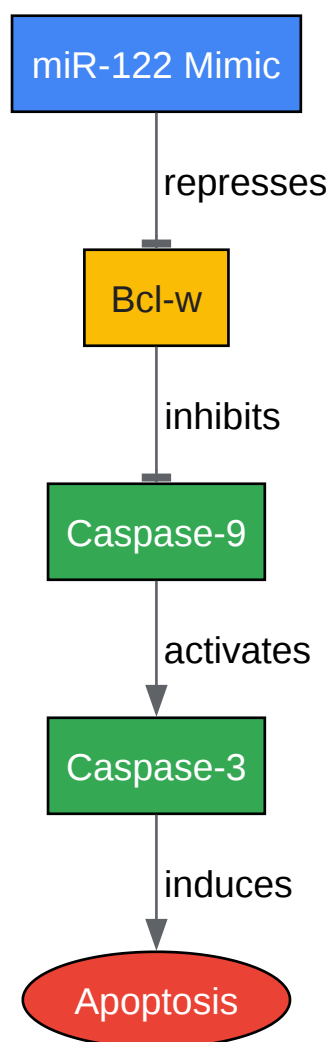 miR-122 Mimic
represses
Bcl-w
inhibits
Caspase-9
activates
Caspase-3
induces
Apoptosis